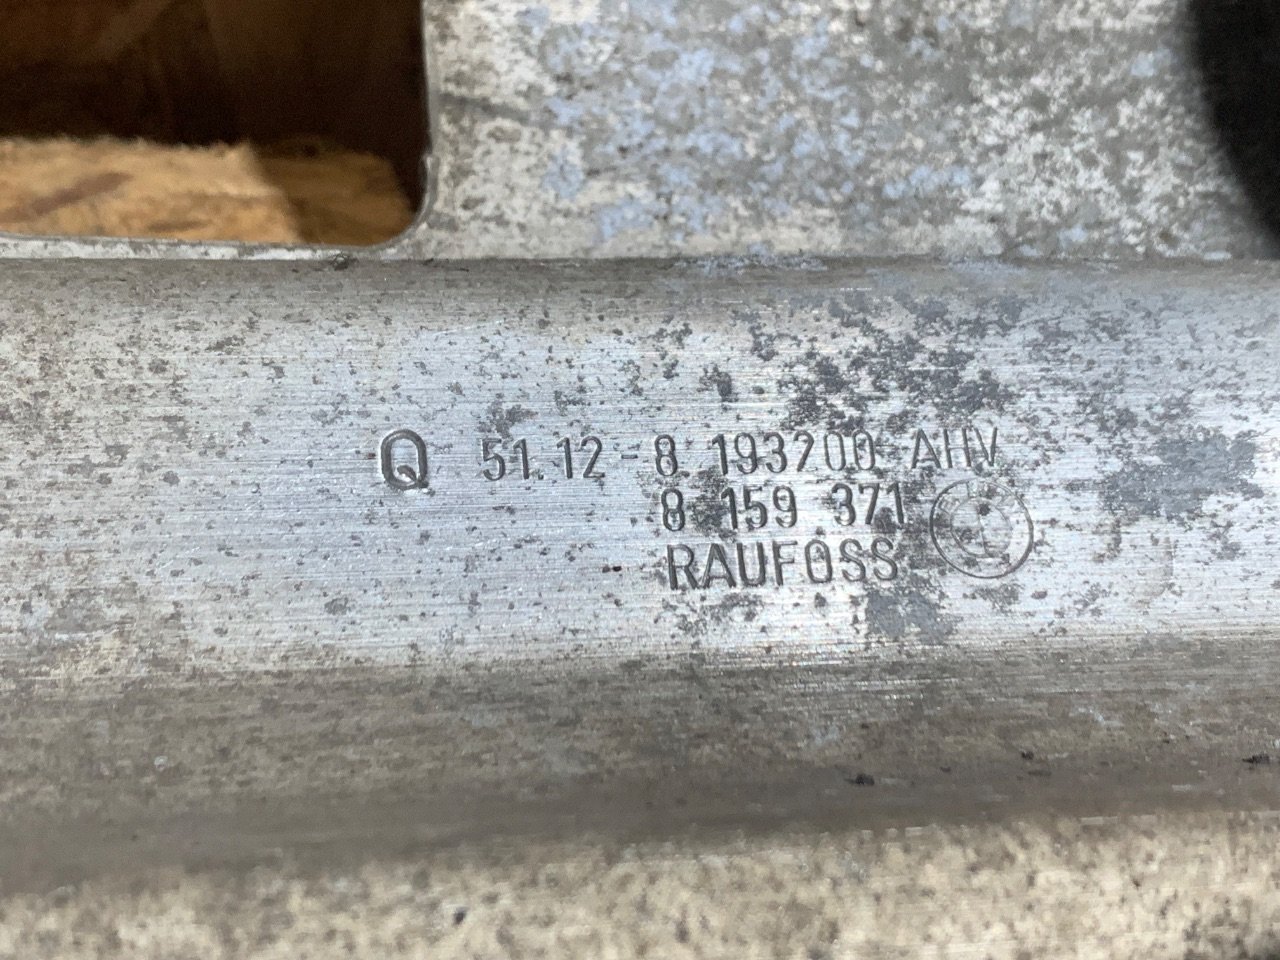 Q 51.12-8 193200 AHV
8 159 371
RAUFOSS